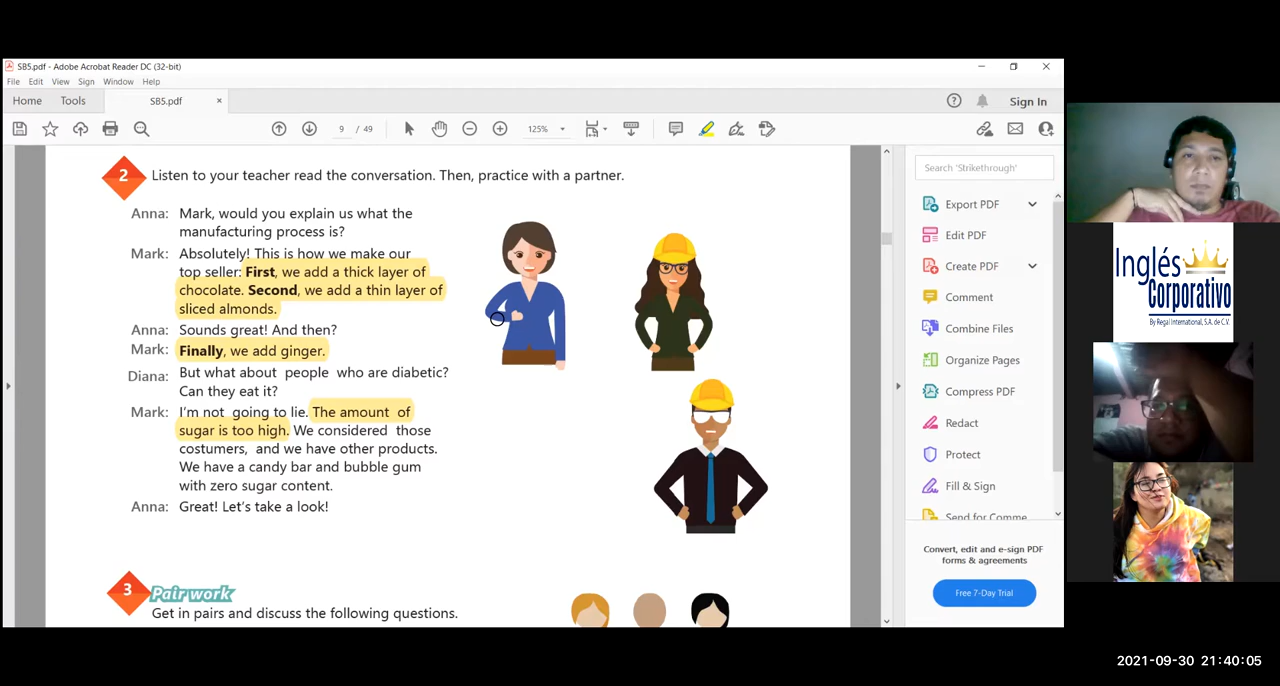 SB5.pdf - Adobe Acrobat Reader DC (32-bit)
File Edit View Sign Window Help
Home Tools SB5.pdf × Sign In
9 / 49 125%
2 Listen to your teacher read the conversation. Then, practice with a partner.
Anna: Mark, would you explain us what the
manufacturing process is?
Mark: Absolutely! This is how we make our
top seller: First, we add a thick layer of
chocolate. Second, we add a thin layer of
sliced almonds.
Anna: Sounds great! And then?
Mark: Finally, we add ginger.
Diana: But what about people who are diabetic?
Can they eat it?
Mark: I'm not going to lie. The amount of
sugar is too high. We considered those
costumers, and we have other products.
We have a candy bar and bubble gum
with zero sugar content.
Anna: Great! Let's take a look!
3 Pair work
Get in pairs and discuss the following questions.
Search 'Strikethrough'
Export PDF
Edit PDF
Create PDF
Comment
Combine Files
Organize Pages
Compress PDF
Redact
Protect
Fill & Sign
Send for Comme
Convert, edit and e-sign PDF
forms & agreements
Free 7-Day Trial
Inglés
Corporativo
By Regal International, S.A. de C.V.
2021-09-30 21:40:05